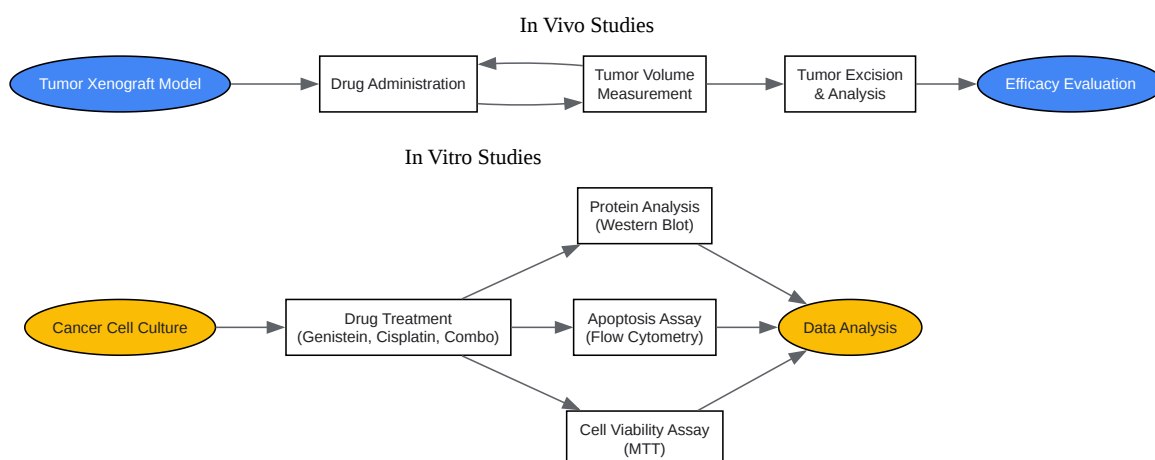 In Vivo Studies
Tumor Xenograft Model
Drug Administration
Tumor Volume
Measurement
Tumor Excision
& Analysis
Efficacy Evaluation
In Vitro Studies
Cancer Cell Culture
Drug Treatment
(Genistein, Cisplatin, Combo)
Protein Analysis
(Western Blot)
Apoptosis Assay
(Flow Cytometry)
Cell Viability Assay
(MTT)
Data Analysis